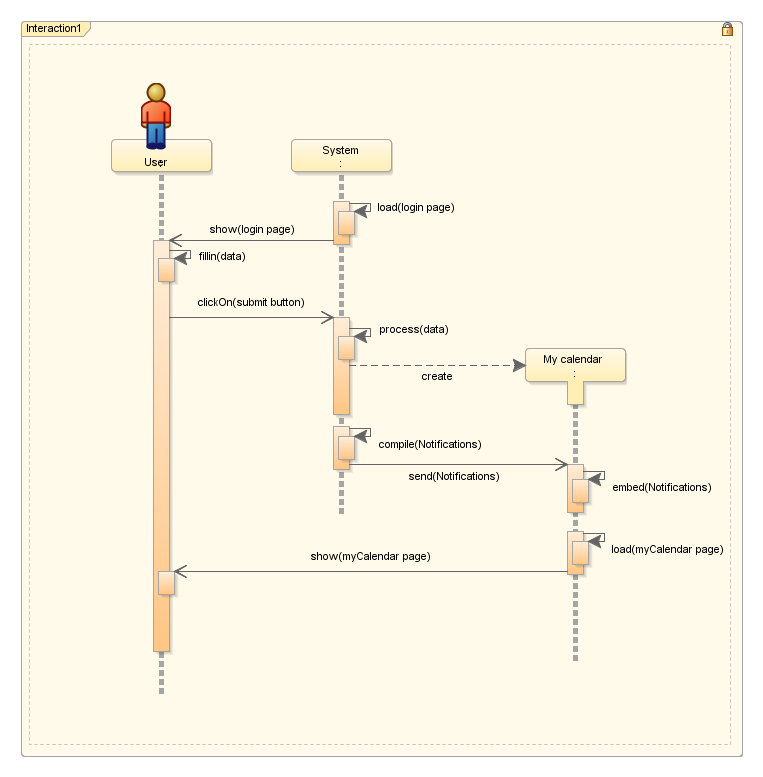 Interaction1
User
:
System
:
load(login page)
show(login page)
fillin(data)
clickOn(submit button)
process(data)
My calendar
:
create
compile(Notifications)
send(Notifications)
embed(Notifications)
load(myCalendar page)
show(myCalendar page)